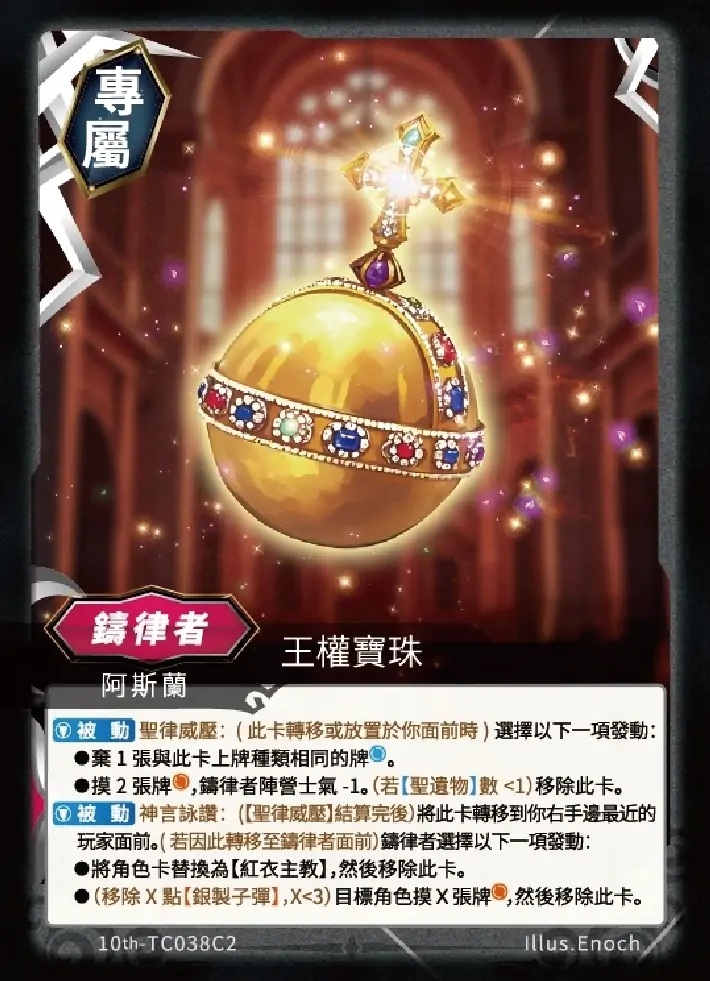 專屬
鑄律者
王權寶珠
阿斯蘭
被動 聖律威壓:(此卡轉移或放置於你面前時)選擇以下一項發動:
●棄1張與此卡上牌種類相同的牌。
●摸2張牌,鑄律者陣營士氣-1。(若【聖遺物】數<1)移除此卡。
被動 神言詠讚:(【聖律威壓】結算完後)將此卡轉移到你右手邊最近的
玩家面前。(若因此轉移至鑄律者面前)鑄律者選擇以下一項發動:
●將角色卡替換為【紅衣主教】,然後移除此卡。
●(移除X點【銀製子彈】,X<3)目標角色摸X張牌,然後移除此卡。
10th-TC038C2
Illus.Enoch